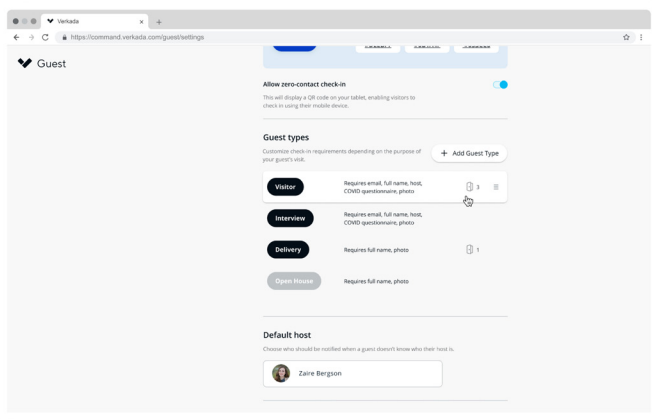 Verkada
https://command.verkada.com/guest/settings
Guest
Allow zero-contact check-in
This will display a QR code on your tablet, enabling visitors to
check in using their mobile device.
Guest types
Customize check-in requirements depending on the purpose of
your guest's visit.
+ Add Guest Type
Visitor
Requires email, full name, host,
COVID questionnaire, photo
3
Interview
Requires email, full name, host,
COVID questionnaire, photo
Delivery
Requires full name, photo
1
Open House
Requires full name, photo
Default host
Choose who should be notified when a guest doesn't know who their host is.
Zaire Bergson